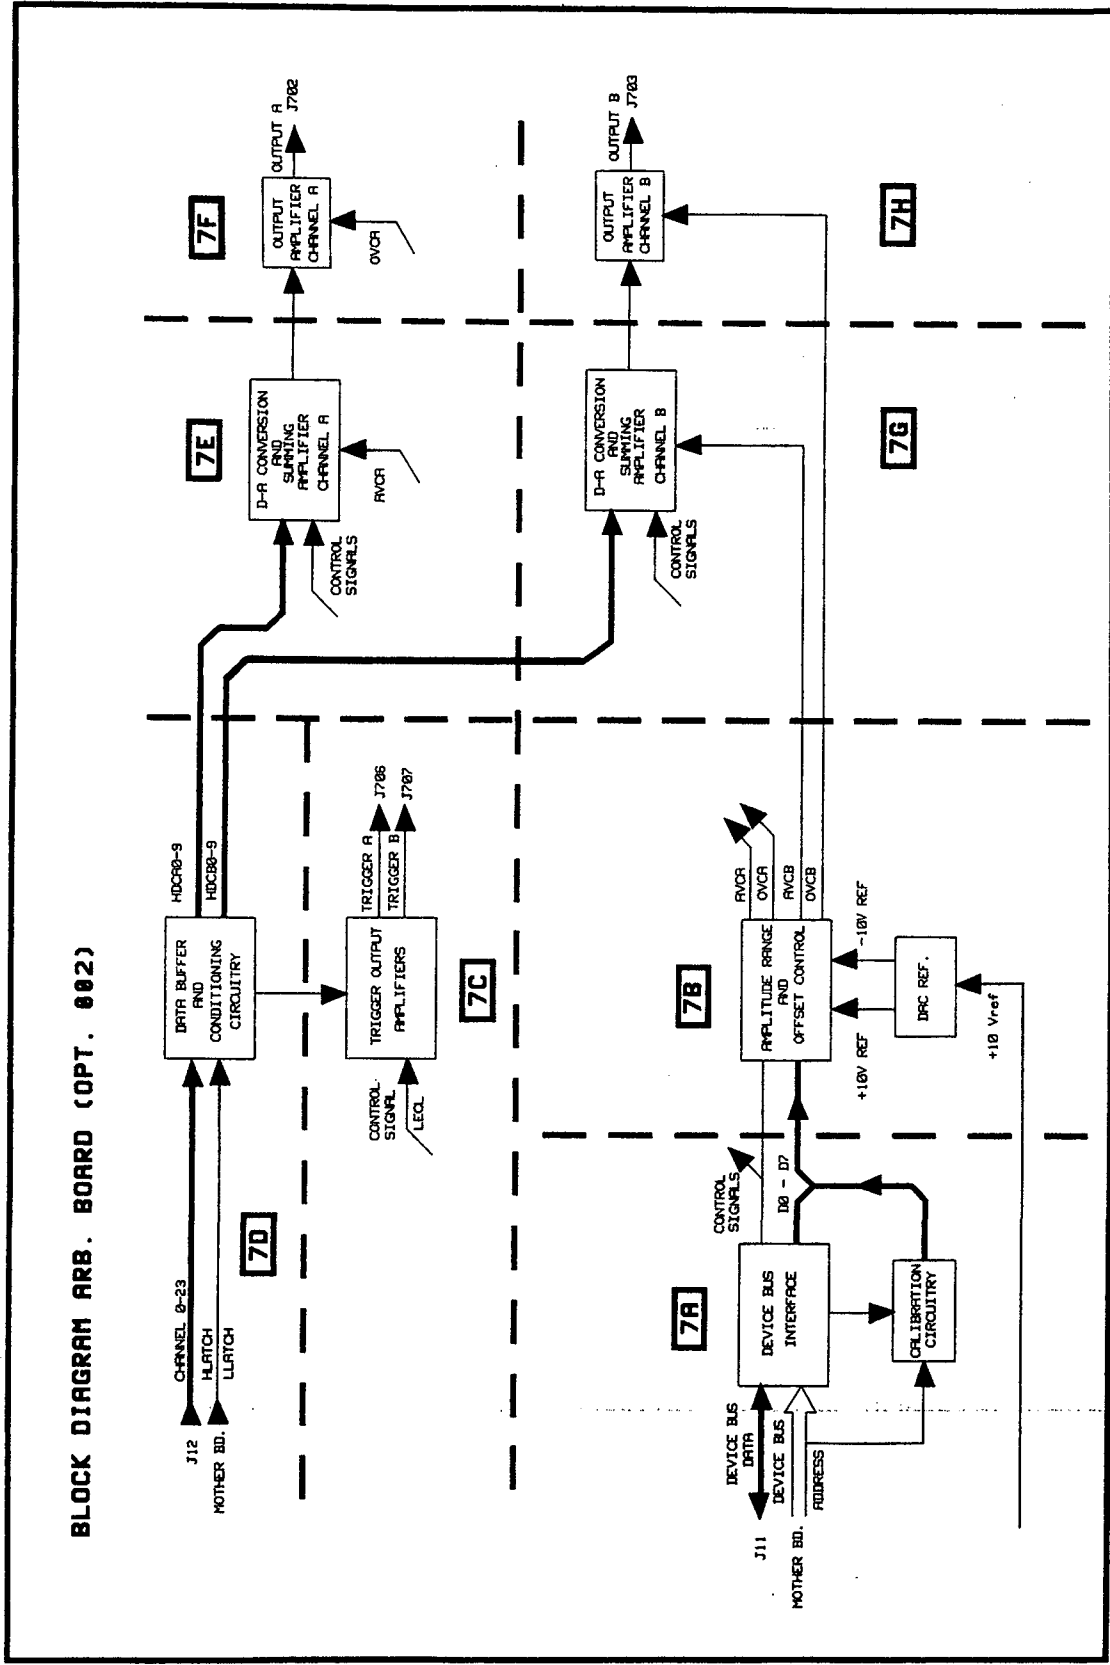 BLOCK DIAGRAM ARB. BOARD (OPT. 002)
J12
CHANNEL 0-23
MOTHER BD.
HLATCH
LLATCH
7D
DATA BUFFER
AND
CONDITIONING
CIRCUITRY
HDCA0-9
HDCB0-9
CONTROL
SIGNAL
LECL
TRIGGER OUTPUT
AMPLIFIERS
TRIGGER A
J706
TRIGGER B
J707
7C
7E
D-A CONVERSION
AND
SUMMING
AMPLIFIER
CHANNEL A
CONTROL
SIGNALS
AVCA
7F
OUTPUT
AMPLIFIER
CHANNEL A
OUTPUT A
J702
OVCA
D-A CONVERSION
AND
SUMMING
AMPLIFIER
CHANNEL B
CONTROL
SIGNALS
7G
OUTPUT
AMPLIFIER
CHANNEL B
OUTPUT B
J703
7H
7A
J11
DEVICE BUS
DATA
MOTHER BD.
DEVICE BUS
ADDRESS
DEVICE BUS
INTERFACE
CONTROL
SIGNALS
D0 - D7
CALIBRATION
CIRCUITRY
7B
AMPLITUDE RANGE
AND
OFFSET CONTROL
AVCA
OVCA
AVCB
OVCB
+10V REF
-10V REF
DAC REF.
+10 Vref